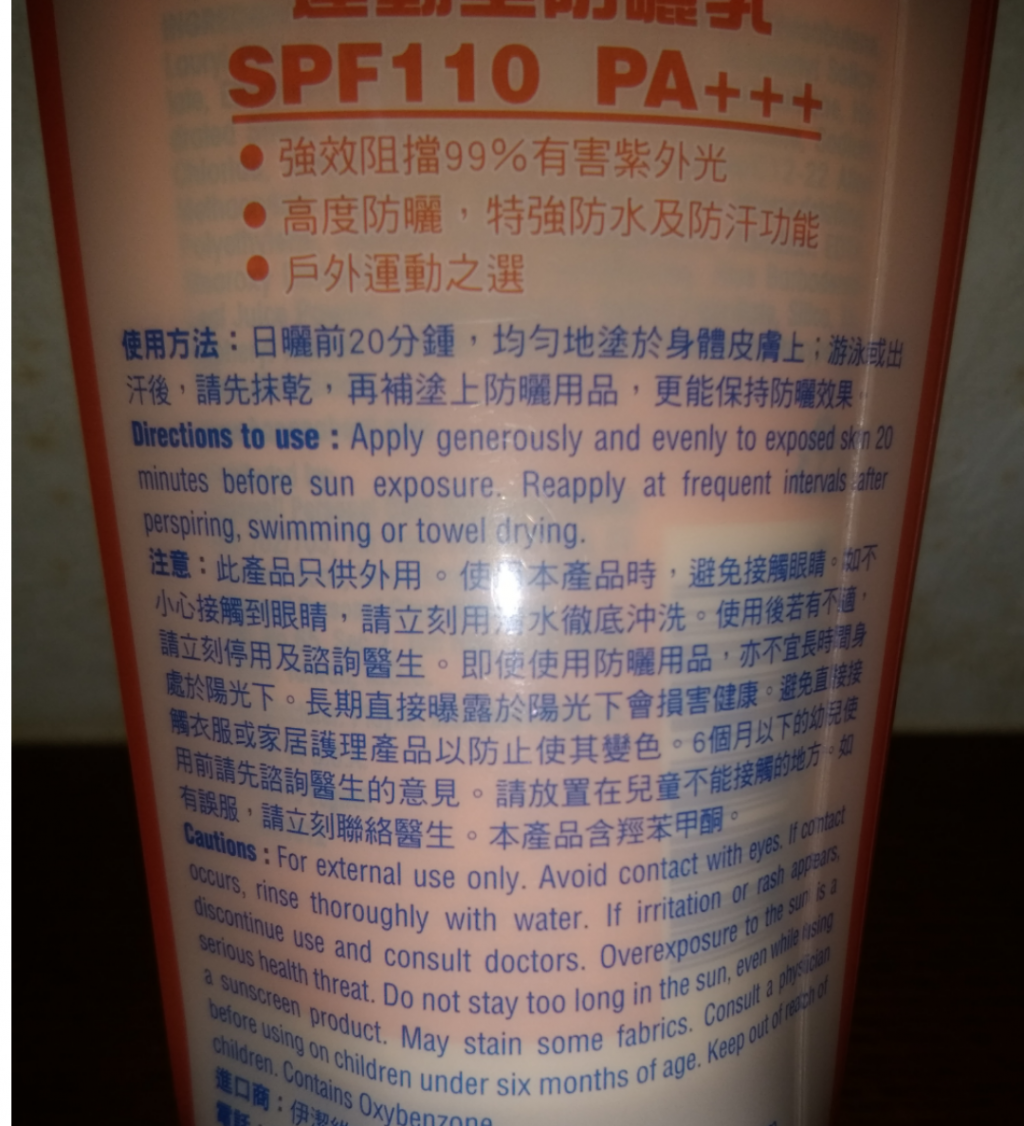 運動型防曬乳
SPF110 PA+++
● 強效阻擋99%有害紫外光
● 高度防曬，特強防水及防汗功能
● 戶外運動之選
使用方法：日曬前20分鍾，均勻地塗於身體皮膚上；游泳或出
汗後，請先抹乾，再補塗上防曬用品，更能保持防曬效果。
Directions to use : Apply generously and evenly to exposed skin 20
minutes before sun exposure. Reapply at frequent intervals after
perspiring, swimming or towel drying.
注意：此產品只供外用。使用本產品時，避免接觸眼睛。如不
小心接觸到眼睛，請立刻用清水徹底沖洗。使用後若有不適，
請立刻停用及諮詢醫生。即使使用防曬用品，亦不宜長時間身
處於陽光下。長期直接曝露於陽光下會損害健康。避免直接接
觸衣服或家居護理產品以防止使其變色。6個月以下的幼兒使
用前請先諮詢醫生的意見。請放置在兒童不能接觸的地方。如
有誤服，請立刻聯絡醫生。本產品含羥苯甲酮。
Cautions : For external use only. Avoid contact with eyes. If contact
occurs, rinse thoroughly with water. If irritation or rash appears,
discontinue use and consult doctors. Overexposure to the sun is a
serious health threat. Do not stay too long in the sun, even while using
a sunscreen product. May stain some fabrics. Consult a physician
before using on children under six months of age. Keep out of reach of
children. Contains Oxybenzone
進口商：伊潔
電話